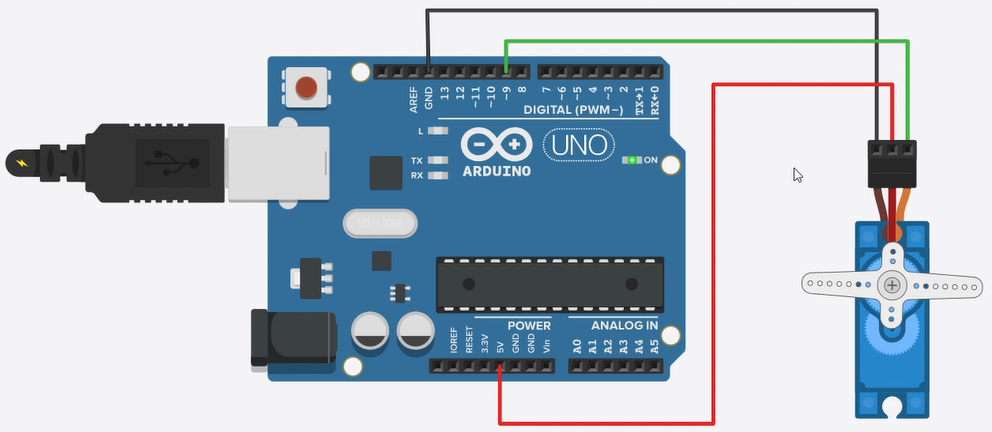 AREF
GND
13
12
~11
~10
~9
8
7
~6
~5
~4
~3
2
TX→1
RX←0
DIGITAL (PWM~)
L
TX
RX
ARDUINO
UNO
ON
POWER
ANALOG IN
IOREF
RESET
3.3V
5V
GND
GND
Vin
A0
A1
A2
A3
A4
A5